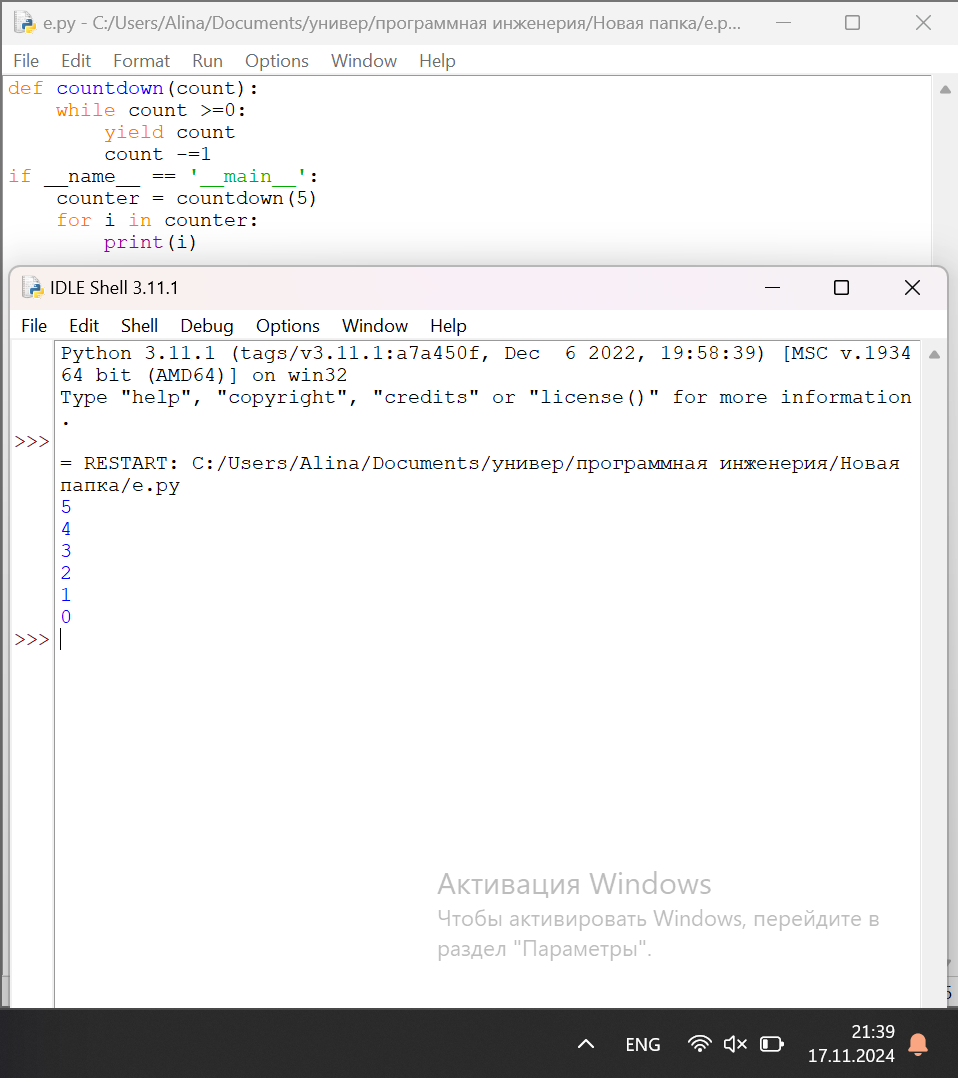 e.py - C:/Users/Alina/Documents/универ/программная инженерия/Новая папка/e.p...
File Edit Format Run Options Window Help
def countdown(count):
    while count >=0:
        yield count
        count -=1
if __name__ == '__main__':
    counter = countdown(5)
    for i in counter:
        print(i)
IDLE Shell 3.11.1
File Edit Shell Debug Options Window Help
Python 3.11.1 (tags/v3.11.1:a7a450f, Dec  6 2022, 19:58:39) [MSC v.1934
64 bit (AMD64)] on win32
Type "help", "copyright", "credits" or "license()" for more information
.
>>>
= RESTART: C:/Users/Alina/Documents/универ/программная инженерия/Новая
папка/e.py
5
4
3
2
1
0
>>>
Активация Windows
Чтобы активировать Windows, перейдите в
раздел "Параметры".
ENG
21:39
17.11.2024